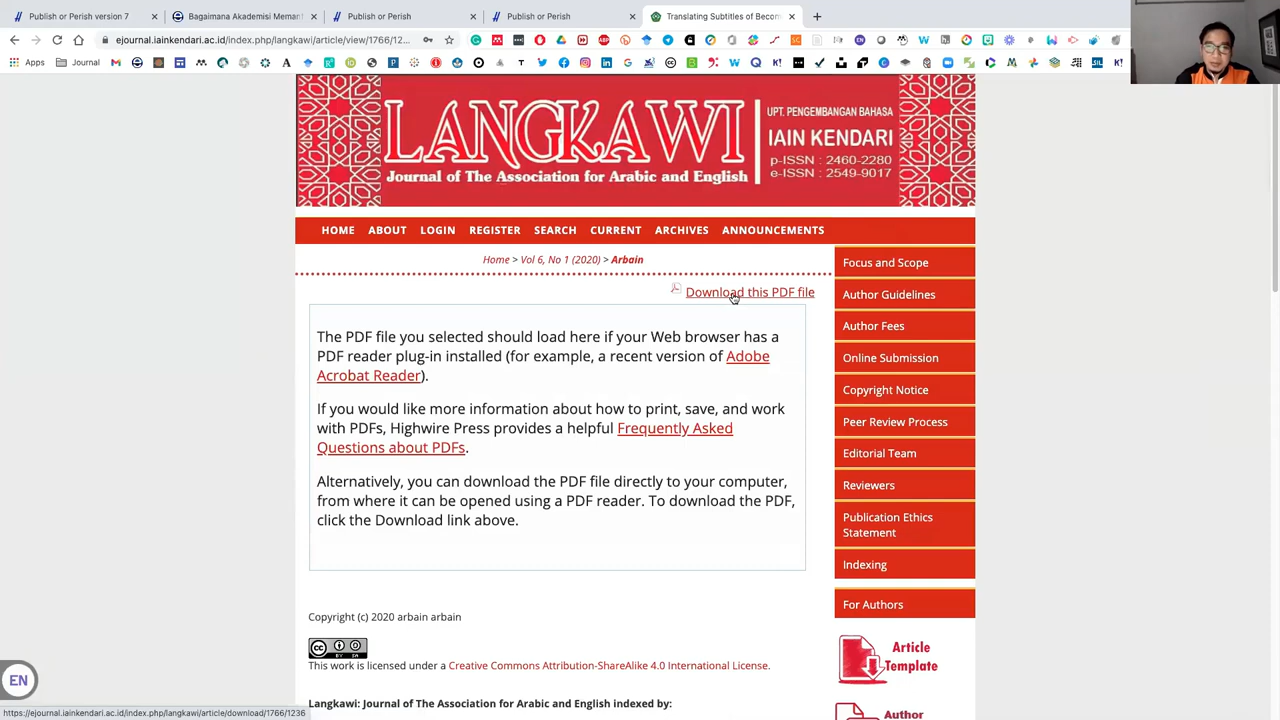 Publish or Perish version 7
Bagaimana Akademisi Meman
Publish or Perish
Publish or Perish
Translating Subtitles of Becom
ejournal.iainkendari.ac.id/index.php/langkawi/article/view/1766/12...
Apps
Journal
LANGKAWI
Journal of The Association for Arabic and English
UPT. PENGEMBANGAN BAHASA
IAIN KENDARI
p-ISSN : 2460-2280
e-ISSN : 2549-9017
HOME ABOUT LOGIN REGISTER SEARCH CURRENT ARCHIVES ANNOUNCEMENTS
Home > Vol 6, No 1 (2020) > Arbain
Download this PDF file
The PDF file you selected should load here if your Web browser has a
PDF reader plug-in installed (for example, a recent version of Adobe
Acrobat Reader).
If you would like more information about how to print, save, and work
with PDFs, Highwire Press provides a helpful Frequently Asked
Questions about PDFs.
Alternatively, you can download the PDF file directly to your computer,
from where it can be opened using a PDF reader. To download the PDF,
click the Download link above.
Copyright (c) 2020 arbain arbain
CC BY SA
This work is licensed under a Creative Commons Attribution-ShareAlike 4.0 International License.
Langkawi: Journal of The Association for Arabic and English indexed by:
Focus and Scope
Author Guidelines
Author Fees
Online Submission
Copyright Notice
Peer Review Process
Editorial Team
Reviewers
Publication Ethics
Statement
Indexing
For Authors
Article
Template
Author
EN
https://ejournal.iainkendari.ac.id/index.php/langkawi/article/download/1766/1236